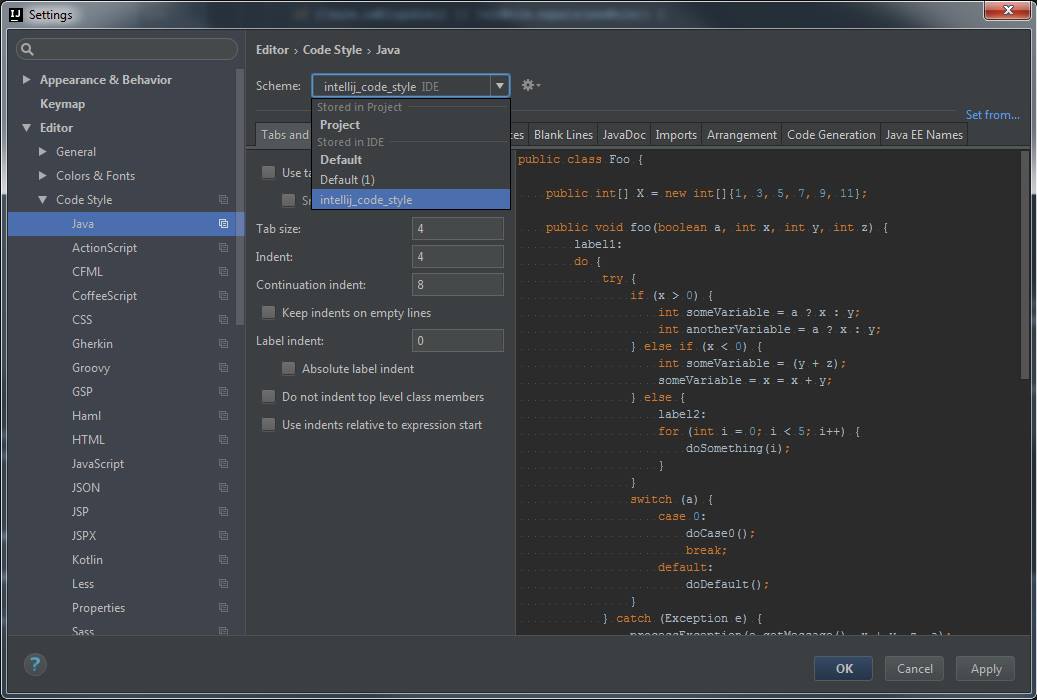 Settings
Editor › Code Style › Java
Scheme: intellij_code_style IDE
Stored in Project
Project
Stored in IDE
Default
Default (1)
intellij_code_style
Set from...
Tabs and
Blank Lines JavaDoc Imports Arrangement Code Generation Java EE Names
Appearance & Behavior
Keymap
Editor
General
Colors & Fonts
Code Style
Java
ActionScript
CFML
CoffeeScript
CSS
Gherkin
Groovy
GSP
Haml
HTML
JavaScript
JSON
JSP
JSPX
Kotlin
Less
Properties
Sass
Use
Tab size: 4
Indent: 4
Continuation indent: 8
Keep indents on empty lines
Label indent: 0
Absolute label indent
Do not indent top level class members
Use indents relative to expression start
public class Foo {
public int[] X = new int[]{1, 3, 5, 7, 9, 11};
public void foo(boolean a, int x, int y, int z) {
label1:
do {
try {
if (x > 0) {
int someVariable = a ? x : y;
int anotherVariable = a ? x : y;
} else if (x < 0) {
int someVariable = (y + z);
someVariable = x = x + y;
} else {
label2:
for (int i = 0; i < 5; i++) {
doSomething(i);
}
}
switch (a) {
case 0:
doCase0();
break;
default:
doDefault();
}
} catch (Exception e) {
?
OK Cancel Apply